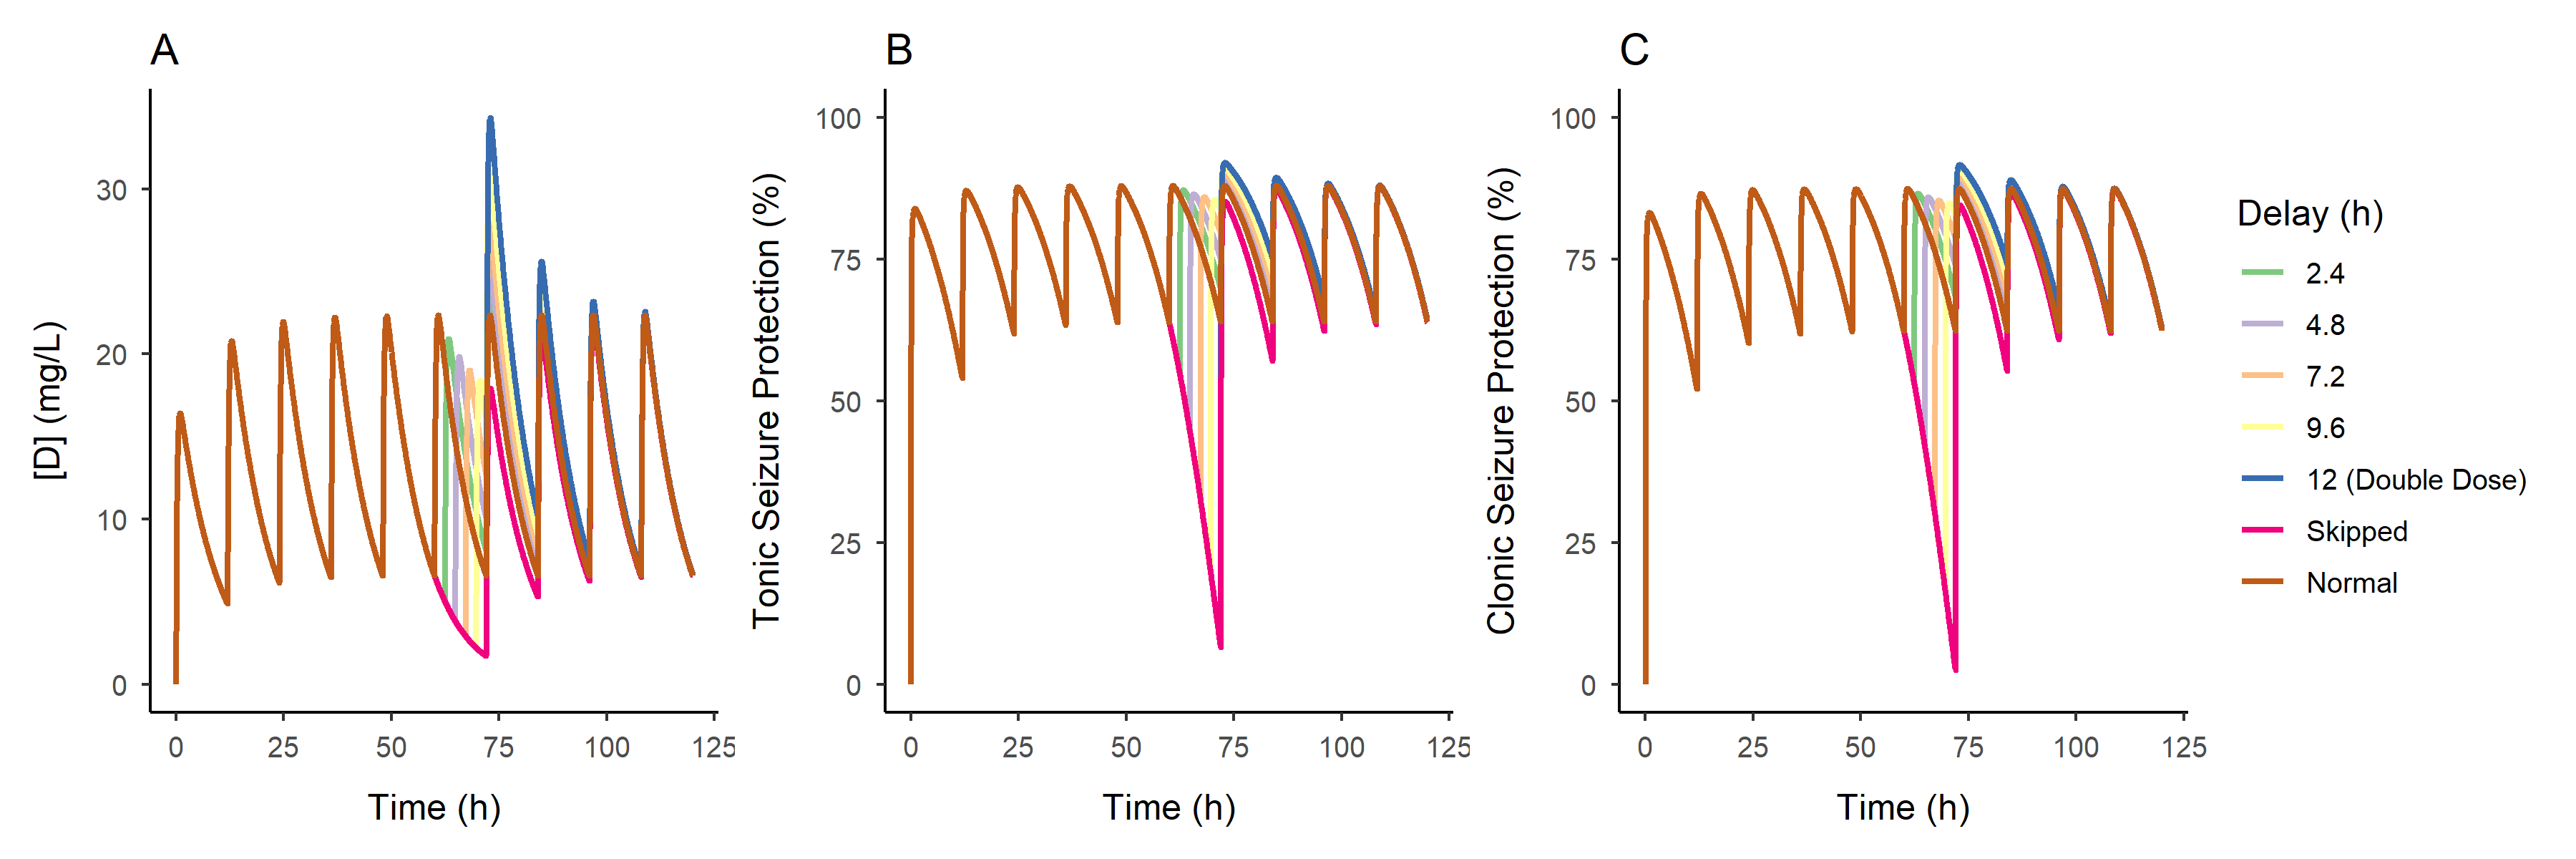 A
B
C
[D] (mg/L)
30
20
10
0
0 25 50 75 100 125
Time (h)
Tonic Seizure Protection (%)
100
75
50
25
0
0 25 50 75 100 125
Time (h)
Clonic Seizure Protection (%)
100
75
50
25
0
0 25 50 75 100 125
Time (h)
Delay (h)
2.4
4.8
7.2
9.6
12 (Double Dose)
Skipped
Normal